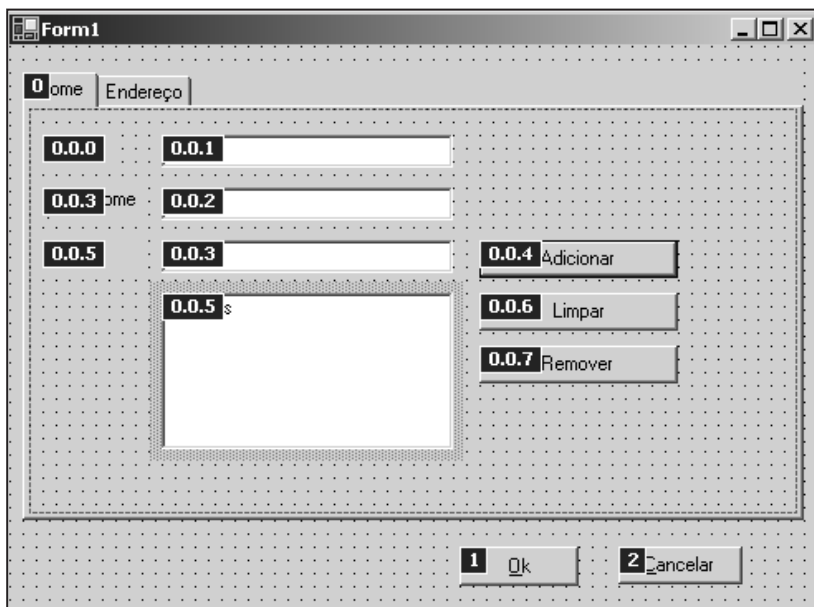 Form1
0 ome Endereço
0.0.0 0.0.1
0.0.3 ome 0.0.2
0.0.5 0.0.3 0.0.4 Adicionar
0.0.5 s 0.0.6 Limpar
0.0.7 Remover
1 Ok 2 Cancelar